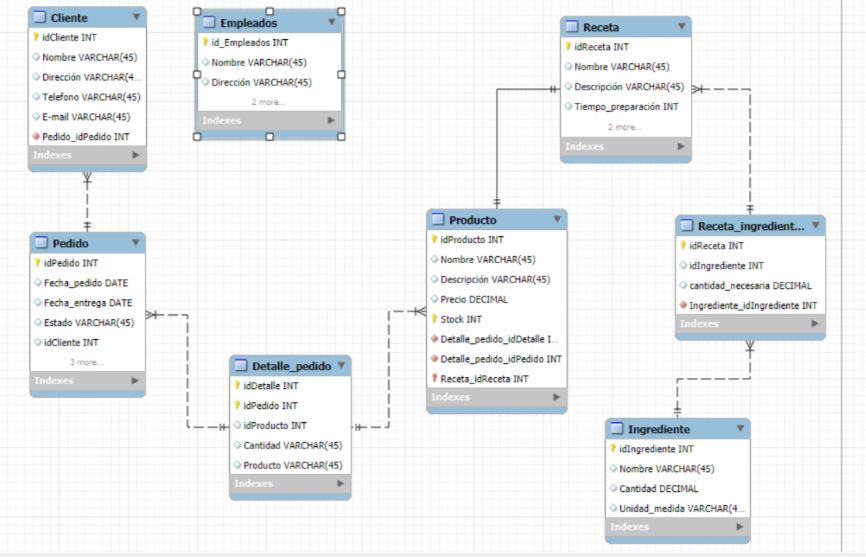 Cliente
idCliente INT
Nombre VARCHAR(45)
Dirección VARCHAR(4...
Telefono VARCHAR(45)
E-mail VARCHAR(45)
Pedido_idPedido INT
Indexes
Empleados
id_Empleados INT
Nombre VARCHAR(45)
Dirección VARCHAR(45)
2 more...
Indexes
Receta
idReceta INT
Nombre VARCHAR(45)
Descripción VARCHAR(45)
Tiempo_preparación INT
2 more...
Indexes
Pedido
idPedido INT
Fecha_pedido DATE
Fecha_entrega DATE
Estado VARCHAR(45)
idCliente INT
3 more...
Indexes
Producto
idProducto INT
Nombre VARCHAR(45)
Descripción VARCHAR(45)
Precio DECIMAL
Stock INT
Detalle_pedido_idDetalle I...
Detalle_pedido_idPedido INT
Receta_idReceta INT
Indexes
Receta_ingredient...
idReceta INT
idIngrediente INT
cantidad_necesaria DECIMAL
Ingrediente_idIngrediente INT
Indexes
Detalle_pedido
idDetalle INT
idPedido INT
idProducto INT
Cantidad VARCHAR(45)
Producto VARCHAR(45)
Indexes
Ingrediente
idIngrediente INT
Nombre VARCHAR(45)
Cantidad DECIMAL
Unidad_medida VARCHAR(4...
Indexes